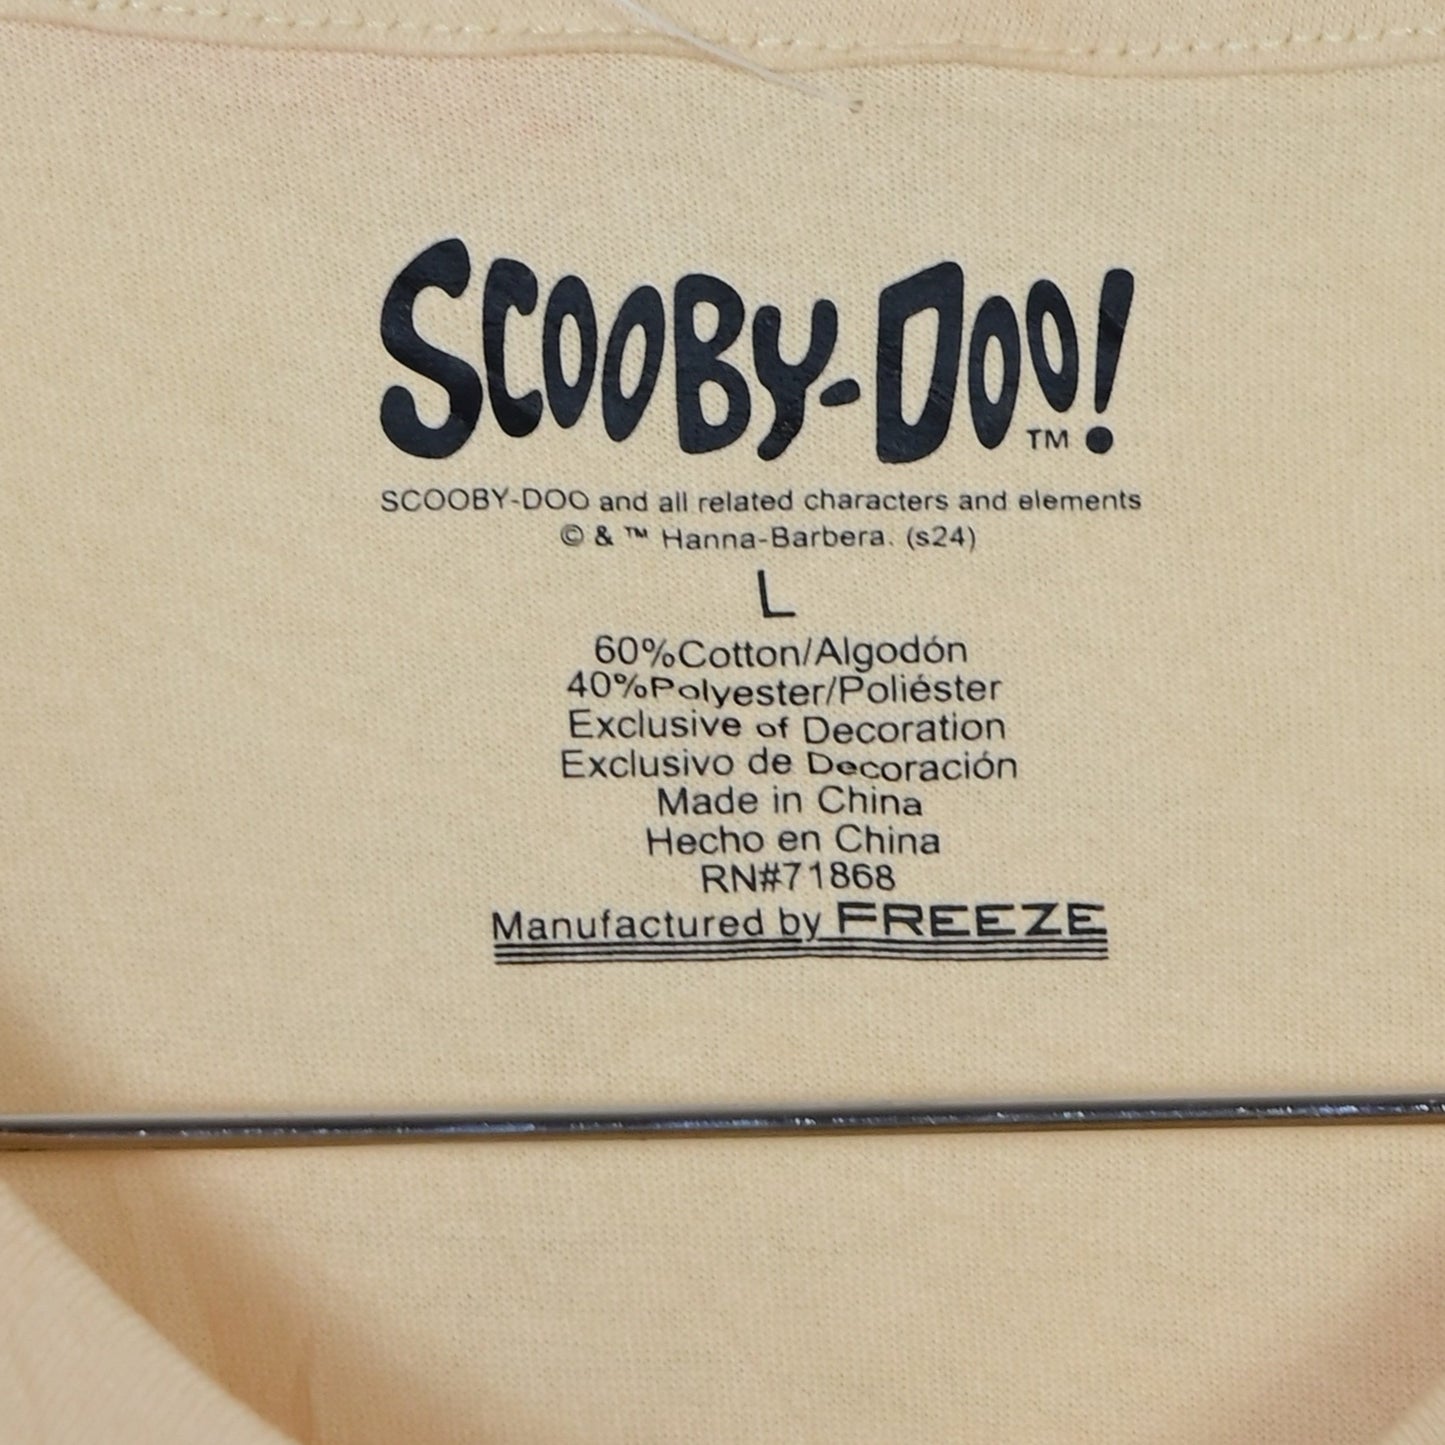 SCOOBY-DOO!
TM
SCOOBY-DOO and all related characters and elements
© & ™ Hanna-Barbera. (s24)
L
60%Cotton/Algodón
40%Polyester/Poliéster
Exclusive of Decoration
Exclusivo de Decoración
Made in China
Hecho en China
RN#71868
Manufactured by FREEZE